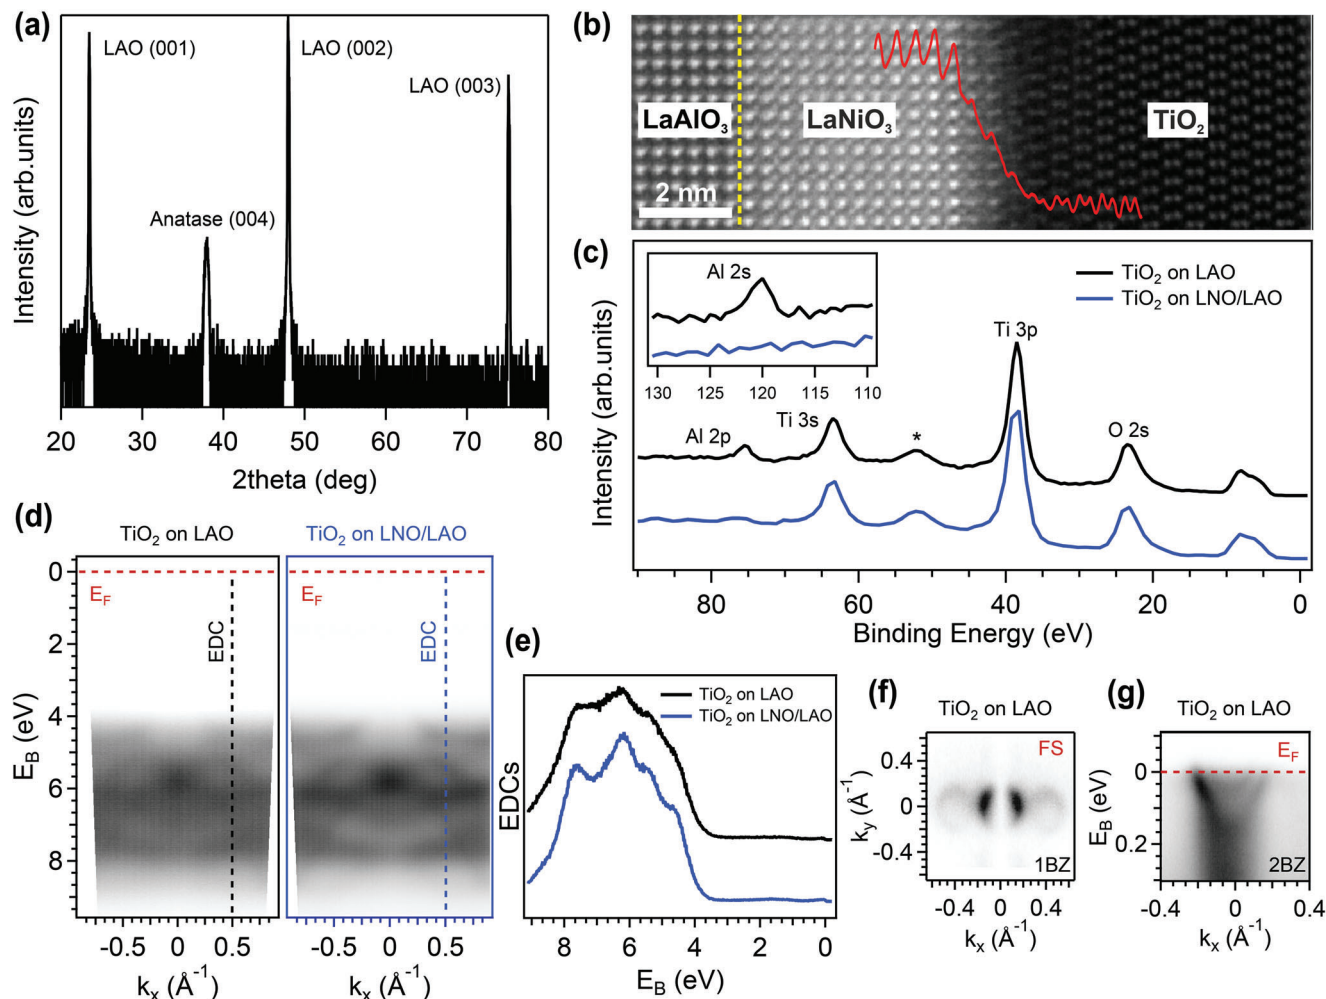 (a)
LAO (001)
LAO (002)
LAO (003)
Anatase (004)
Intensity (arb.units)
20 30 40 50 60 70 80
2theta (deg)
(b)
LaAlO3
LaNiO3
TiO2
2 nm
(c)
Al 2s
130 125 120 115 110
TiO2 on LAO
TiO2 on LNO/LAO
Ti 3p
Ti 3s
Al 2p
*
O 2s
Intensity (arb.units)
80 60 40 20 0
Binding Energy (eV)
(d)
TiO2 on LAO
TiO2 on LNO/LAO
EF
EF
EDC
EDC
0
2
4
6
8
EB (eV)
-0.5 0 0.5
-0.5 0 0.5
kx (Å-1)
kx (Å-1)
(e)
TiO2 on LAO
TiO2 on LNO/LAO
EDCs
8 6 4 2 0
EB (eV)
(f)
TiO2 on LAO
FS
0.4
0
-0.4
ky (Å-1)
1BZ
-0.4 0 0.4
kx (Å-1)
(g)
TiO2 on LAO
EF
0
0.2
EB (eV)
2BZ
-0.4 0 0.4
kx (Å-1)